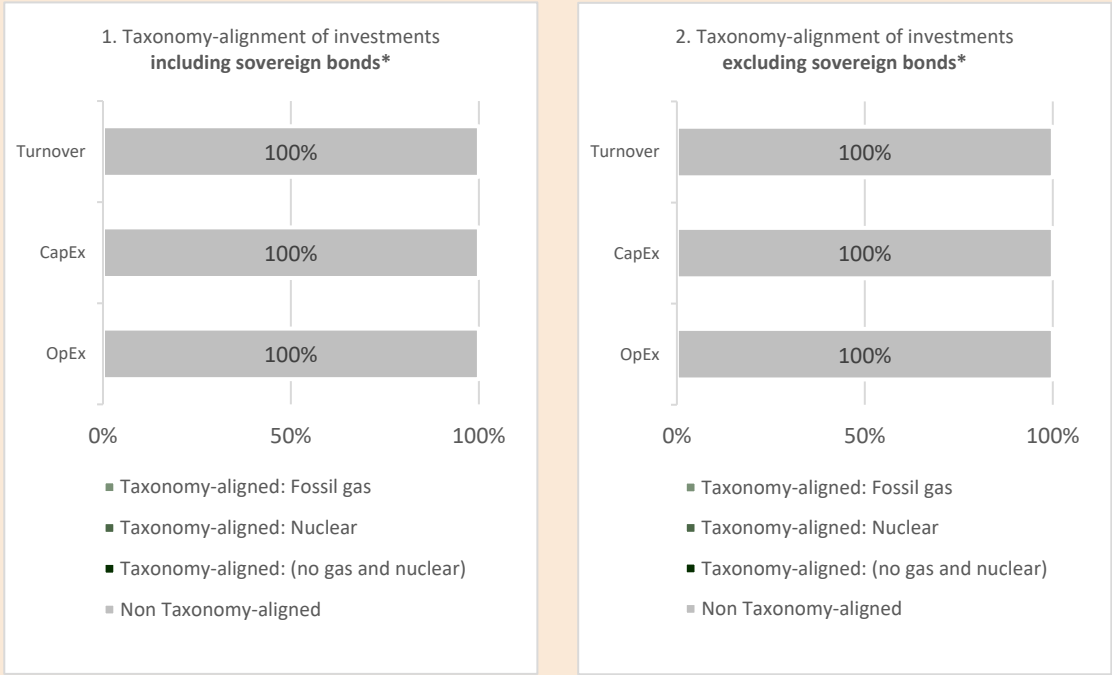 1. Taxonomy-alignment of investments
including sovereign bonds*
Turnover
100%
CapEx
100%
OpEx
100%
0%
50%
100%
Taxonomy-aligned: Fossil gas
Taxonomy-aligned: Nuclear
Taxonomy-aligned: (no gas and nuclear)
Non Taxonomy-aligned
2. Taxonomy-alignment of investments
excluding sovereign bonds*
Turnover
100%
CapEx
100%
OpEx
100%
0%
50%
100%
Taxonomy-aligned: Fossil gas
Taxonomy-aligned: Nuclear
Taxonomy-aligned: (no gas and nuclear)
Non Taxonomy-aligned